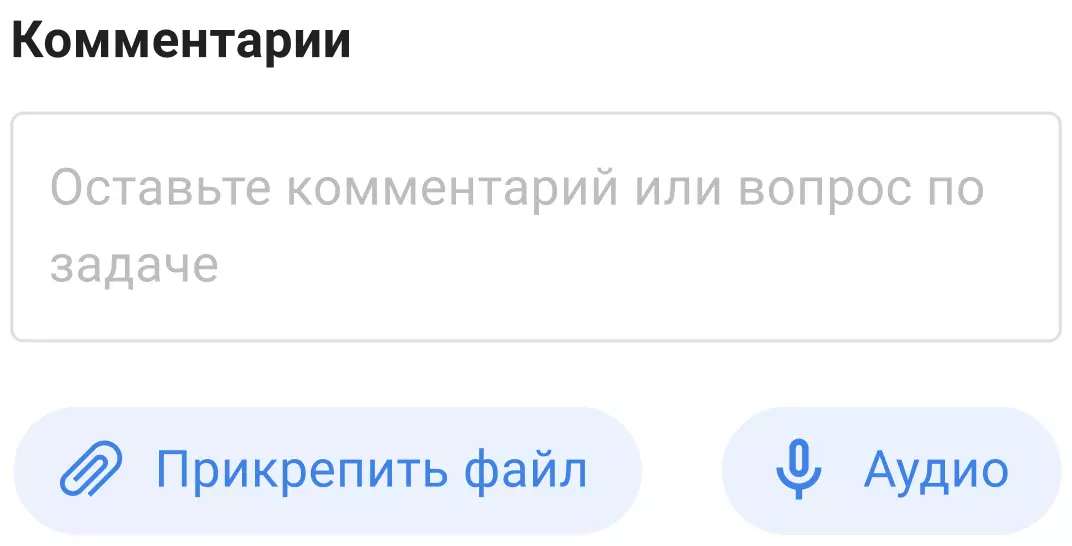 Комментарии
Оставьте комментарий или вопрос по
задаче
Прикрепить файл
Аудио